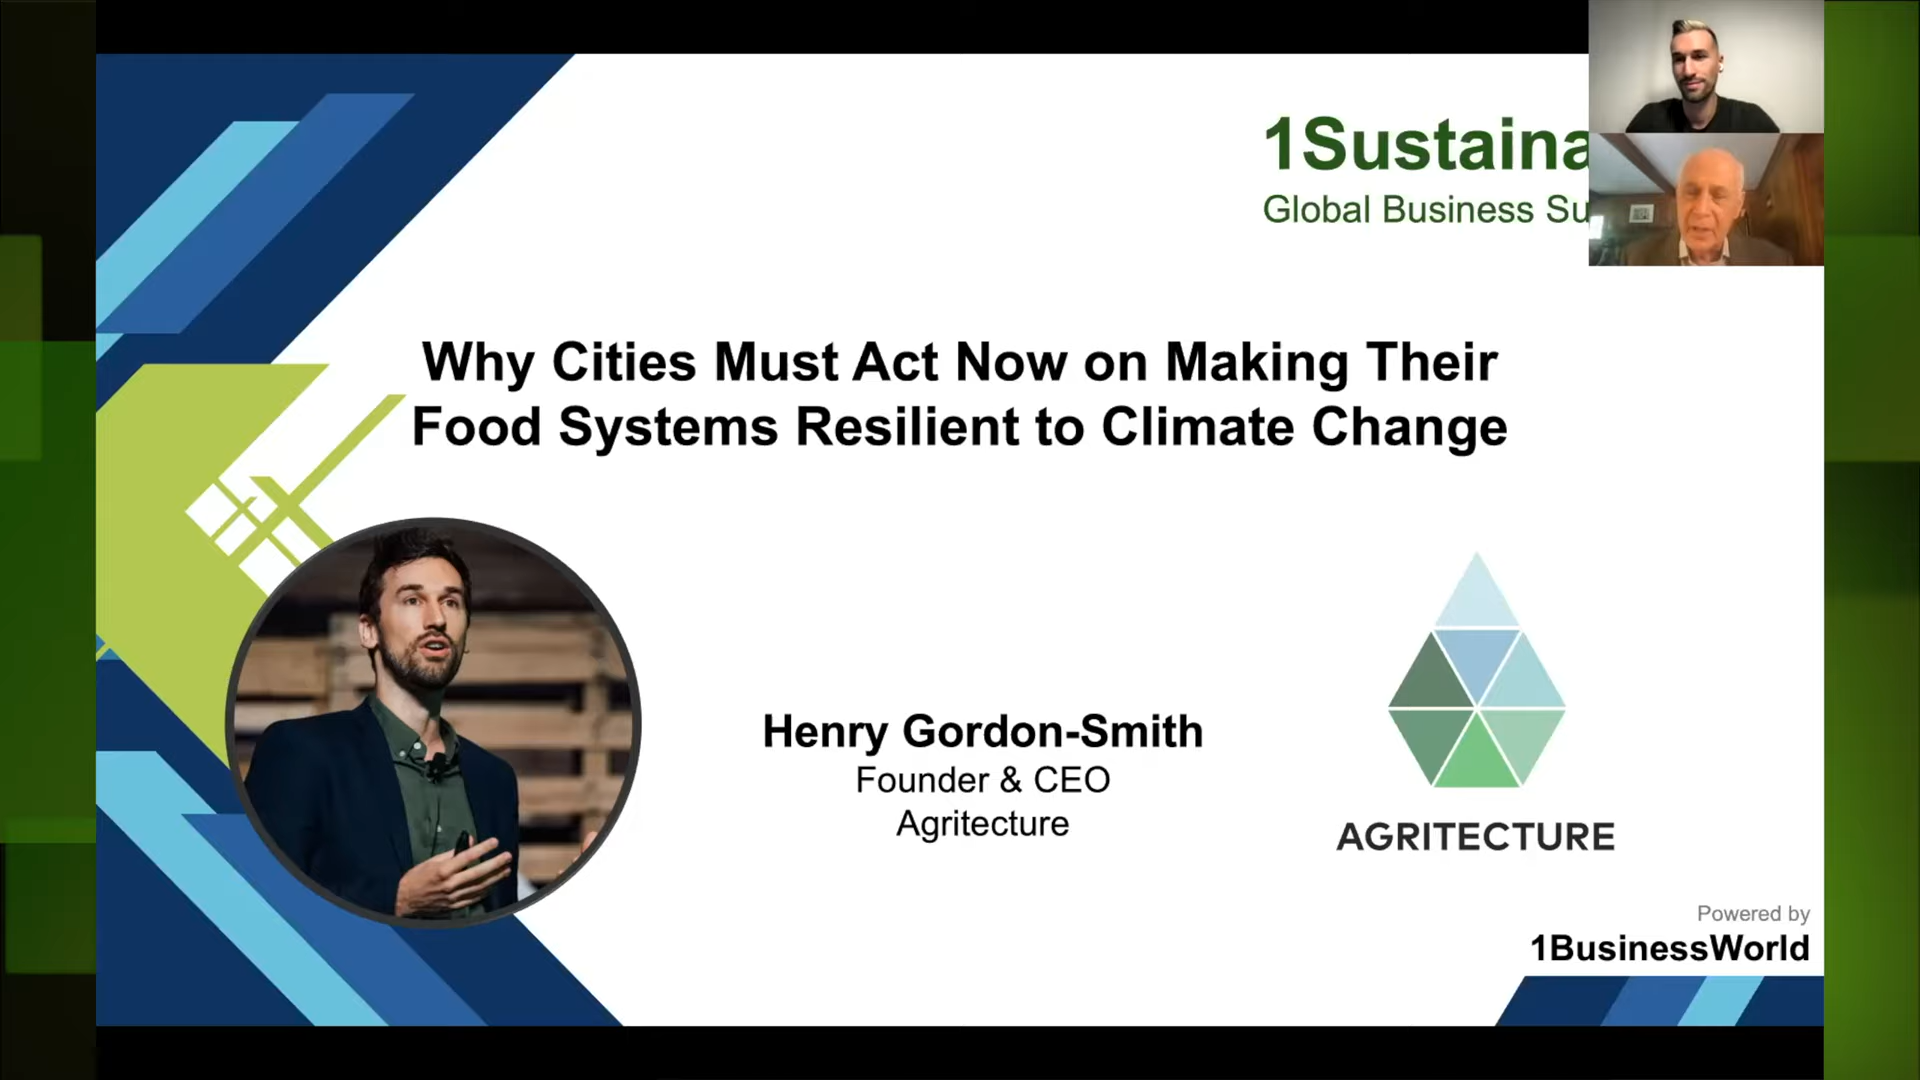 1Sustaina
Global Business Su
Why Cities Must Act Now on Making Their
Food Systems Resilient to Climate Change
Henry Gordon-Smith
Founder & CEO
Agritecture
AGRITECTURE
Powered by
1BusinessWorld